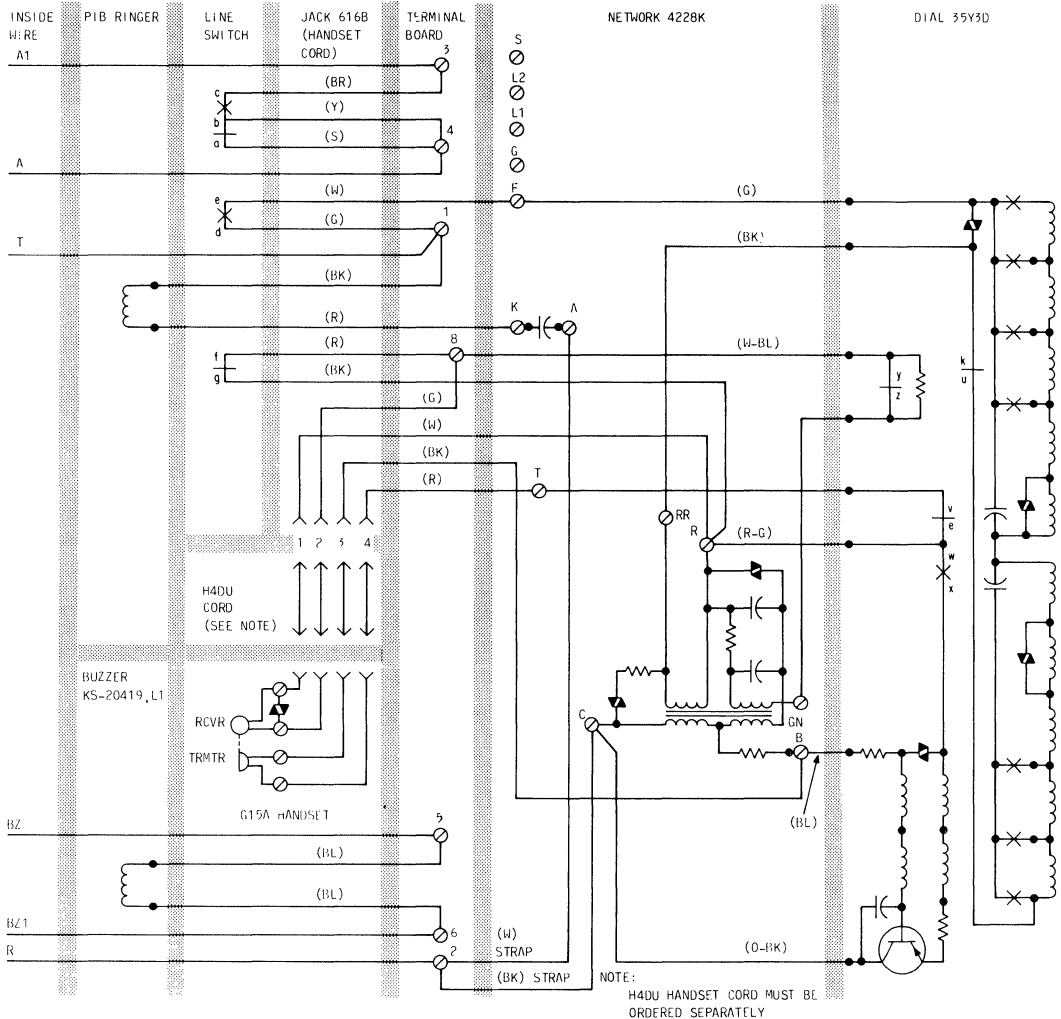 INSIDE WIRE
PIB RINGER
LINE SWITCH
JACK 616B (HANDSET CORD)
TERMINAL BOARD
NETWORK 4228K
DIAL 35Y3D
A1
3
S
(BR)
c
L2
(Y)
b
L1
4
(S)
a
G
A
F
(W)
(G)
e
1
(G)
d
T
(BK)
(BK)
K
A
(R)
(R)
8
(W-BL)
f
(BK)
g
k
u
y
z
(G)
(W)
(BK)
(R)
T
v
e
RR
R
(R-G)
w
x
1 2 3 4
H4DU
CORD
(SEE NOTE)
BUZZER
KS-20419,L1
RCVR
TRMTR
C
GN
B
G15A HANDSET
(BL)
BZ
5
(BL)
(BL)
BZ1
6
R
2
(W)
STRAP
(O-BK)
(BK) STRAP
NOTE:
H4DU HANDSET CORD MUST BE
ORDERED SEPARATELY